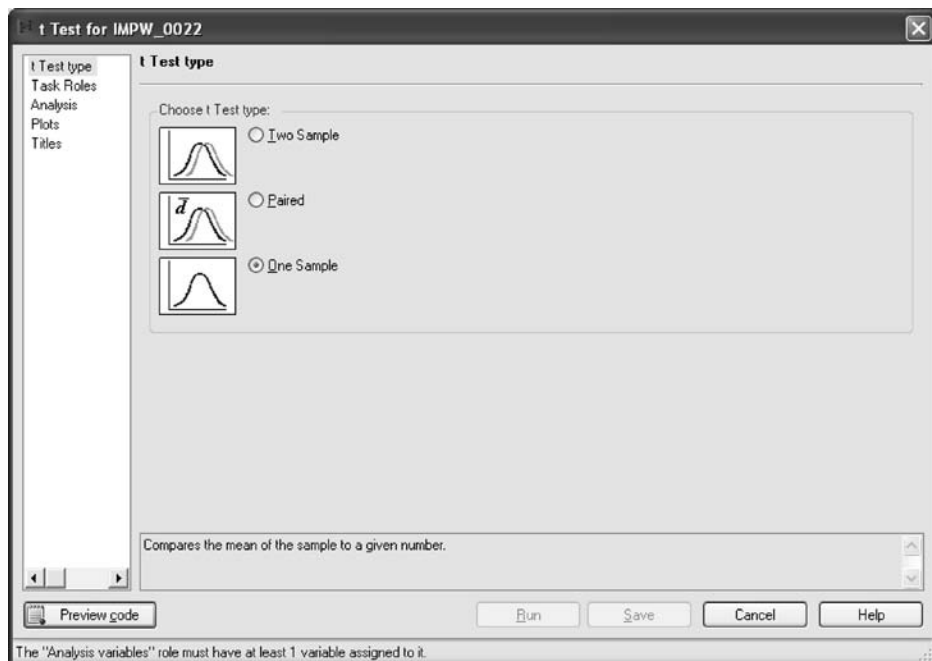 t Test for IMPW_0022
t Test type
Task Roles
Analysis
Plots
Titles
t Test type
Choose t Test type:
Two Sample
d̄
Paired
One Sample
Compares the mean of the sample to a given number.
Preview code
Run
Save
Cancel
Help
The "Analysis variables" role must have at least 1 variable assigned to it.